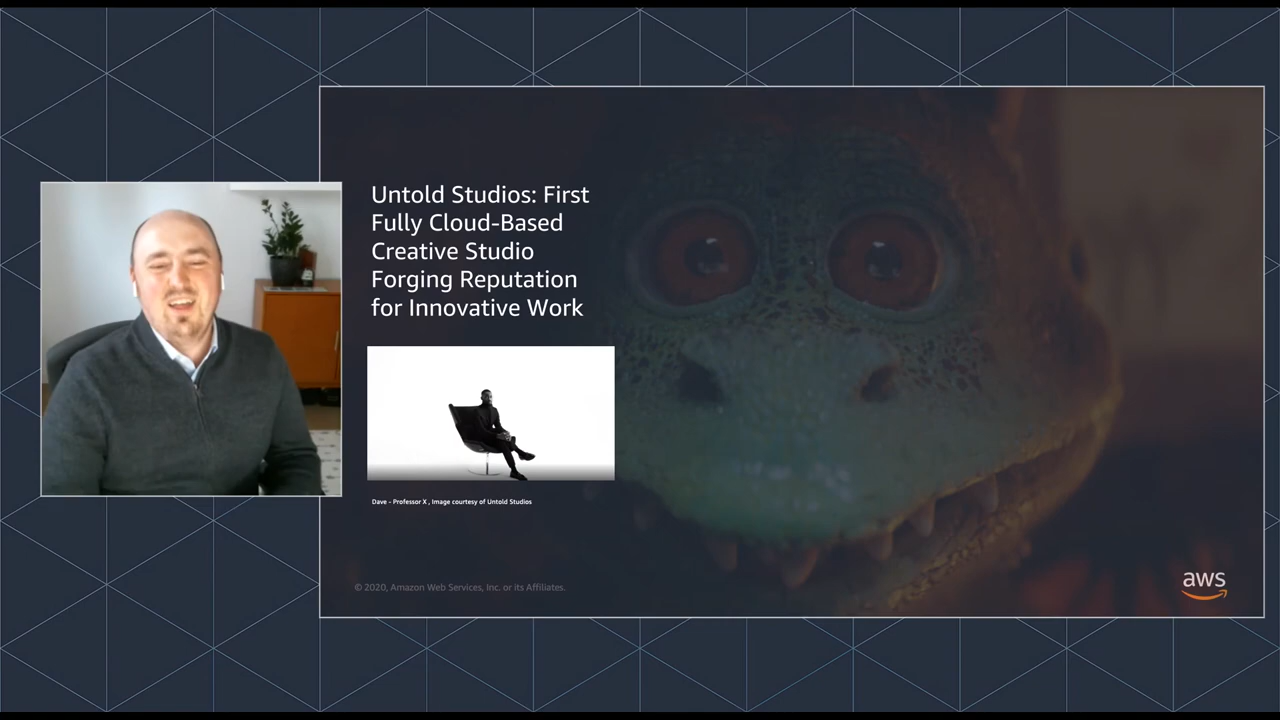 Untold Studios: First
Fully Cloud-Based
Creative Studio
Forging Reputation
for Innovative Work
Dave - Professor X , Image courtesy of Untold Studios
© 2020, Amazon Web Services, Inc. or its Affiliates.
aws